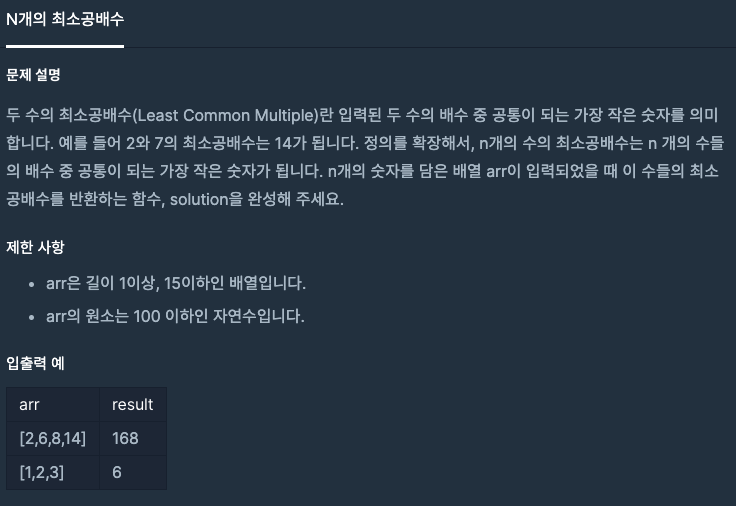 N개의 최소공배수
문제 설명
두 수의 최소공배수(Least Common Multiple)란 입력된 두 수의 배수 중 공통이 되는 가장 작은 숫자를 의미
합니다. 예를 들어 2와 7의 최소공배수는 14가 됩니다. 정의를 확장해서, n개의 수의 최소공배수는 n 개의 수들
의 배수 중 공통이 되는 가장 작은 숫자가 됩니다. n개의 숫자를 담은 배열 arr이 입력되었을 때 이 수들의 최소
공배수를 반환하는 함수, solution을 완성해 주세요.
제한 사항
• arr은 길이 1이상, 15이하인 배열입니다.
• arr의 원소는 100 이하인 자연수입니다.
입출력 예
arr result
[2,6,8,14] 168
[1,2,3] 6